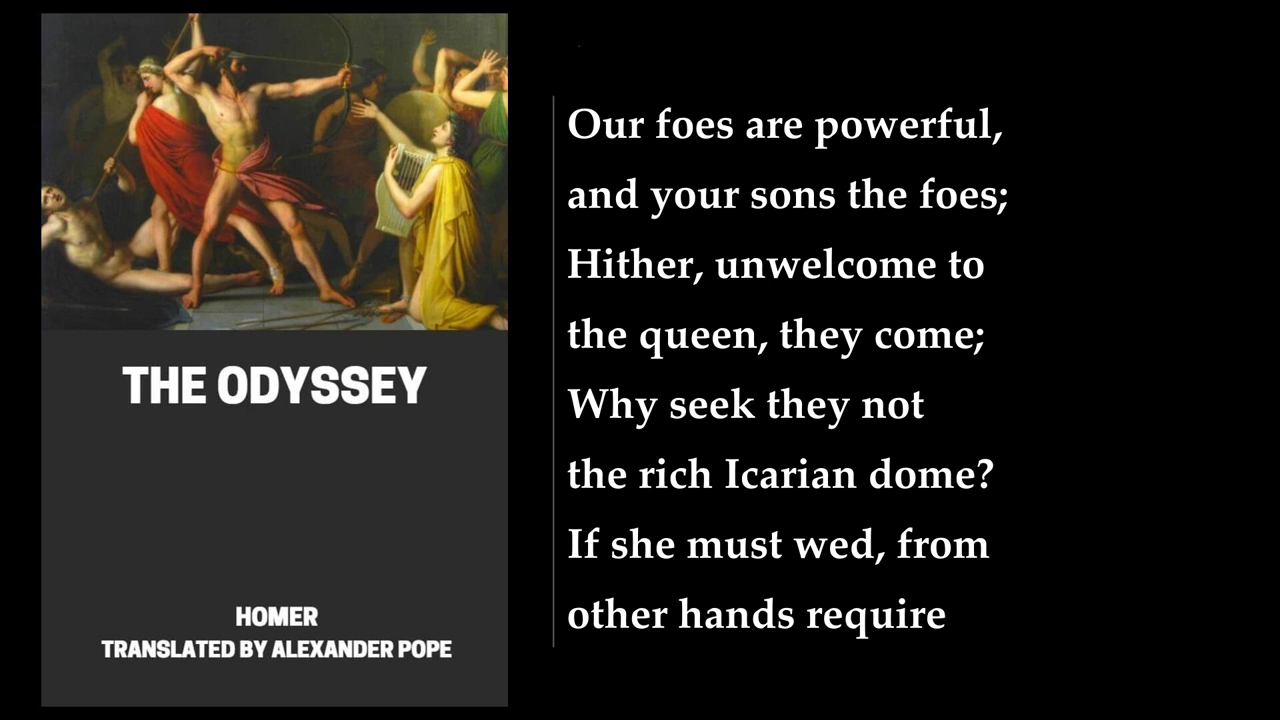 THE ODYSSEY
HOMER
TRANSLATED BY ALEXANDER POPE
Our foes are powerful,
and your sons the foes;
Hither, unwelcome to
the queen, they come;
Why seek they not
the rich Icarian dome?
If she must wed, from
other hands require